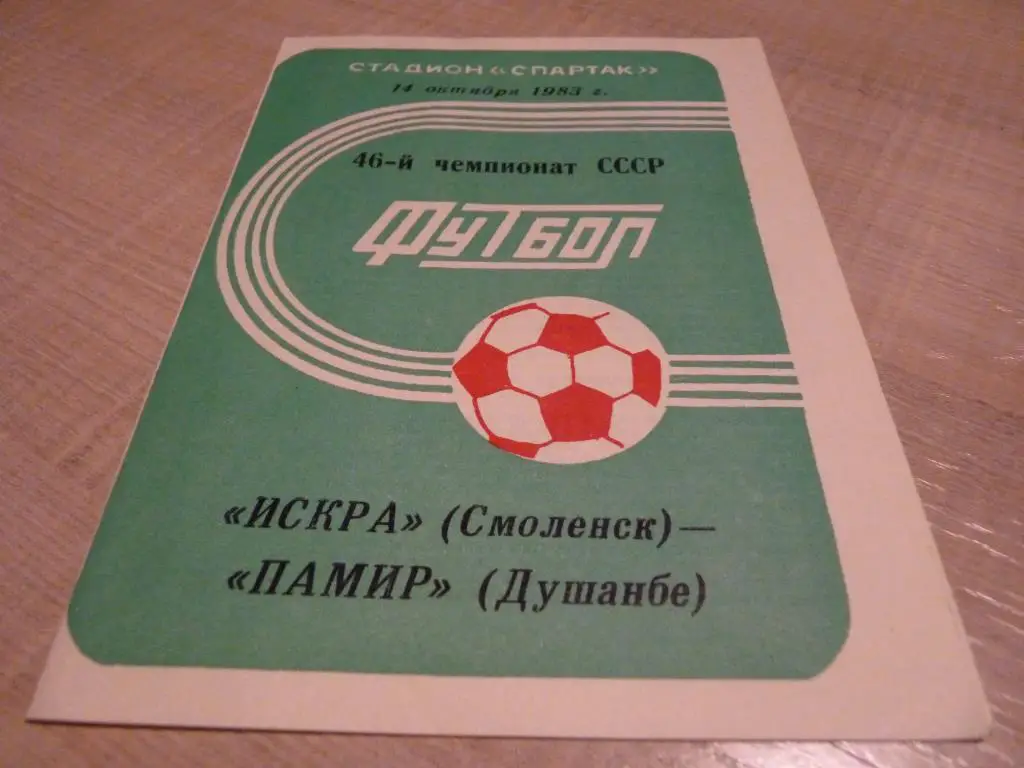 СТАДИОН «СПАРТАК»
14 октября 1983 г.
46-й чемпионат СССР
ФУТБОЛ
«ИСКРА» (Смоленск) —
«ПАМИР» (Душанбе)